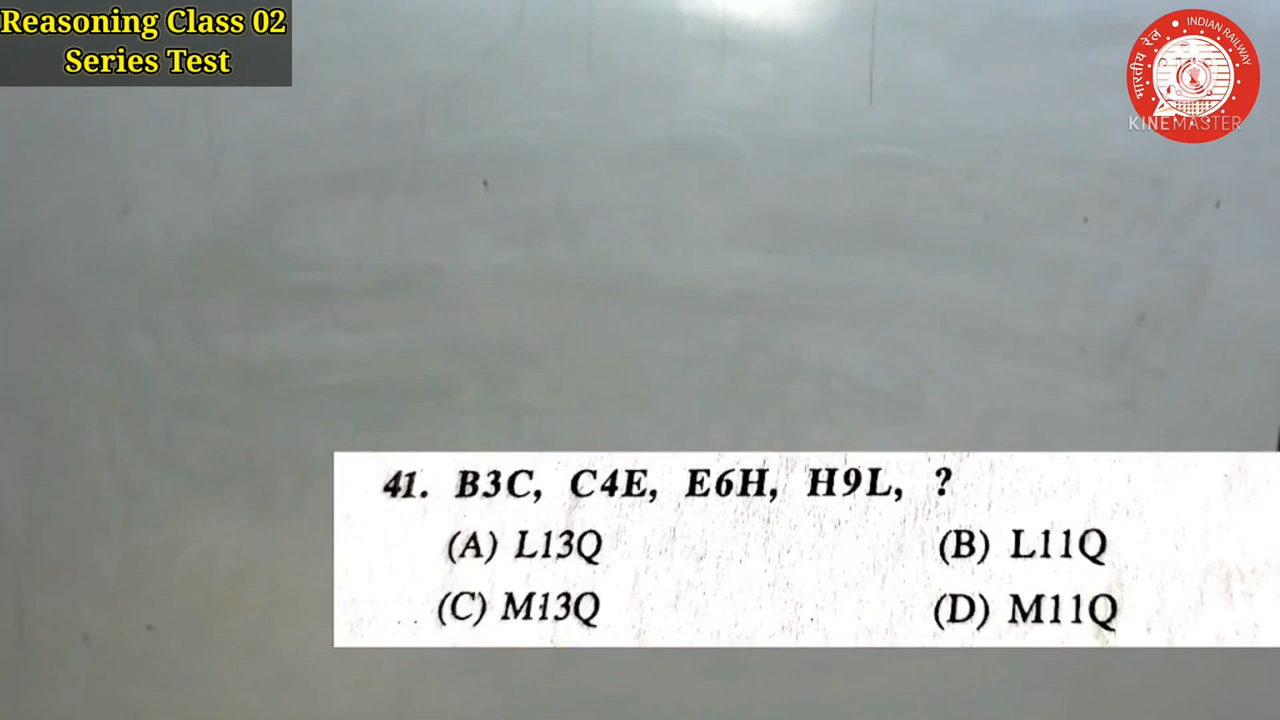 Reasoning Class 02
Series Test
भारतीय रेल INDIAN RAILWAY
KINEMASTER
41. B3C, C4E, E6H, H9L, ?
(A) L13Q (B) L11Q
(C) M13Q (D) M11Q